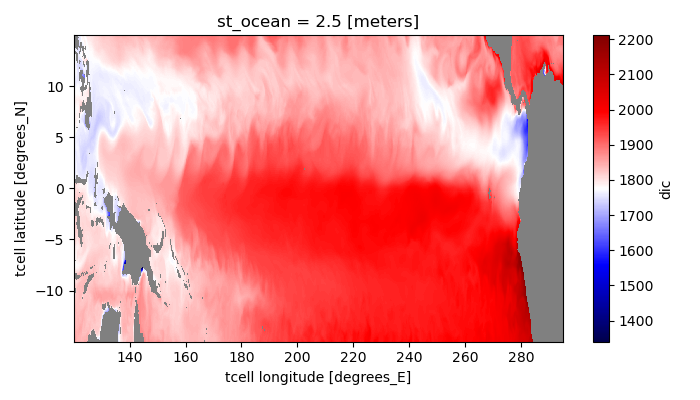 st_ocean = 2.5 [meters]
10
5
0
−5
−10
tcell latitude [degrees_N]
140 160 180 200 220 240 260 280
tcell longitude [degrees_E]
2200
2100
2000
1900
1800
1700
1600
1500
1400
dic